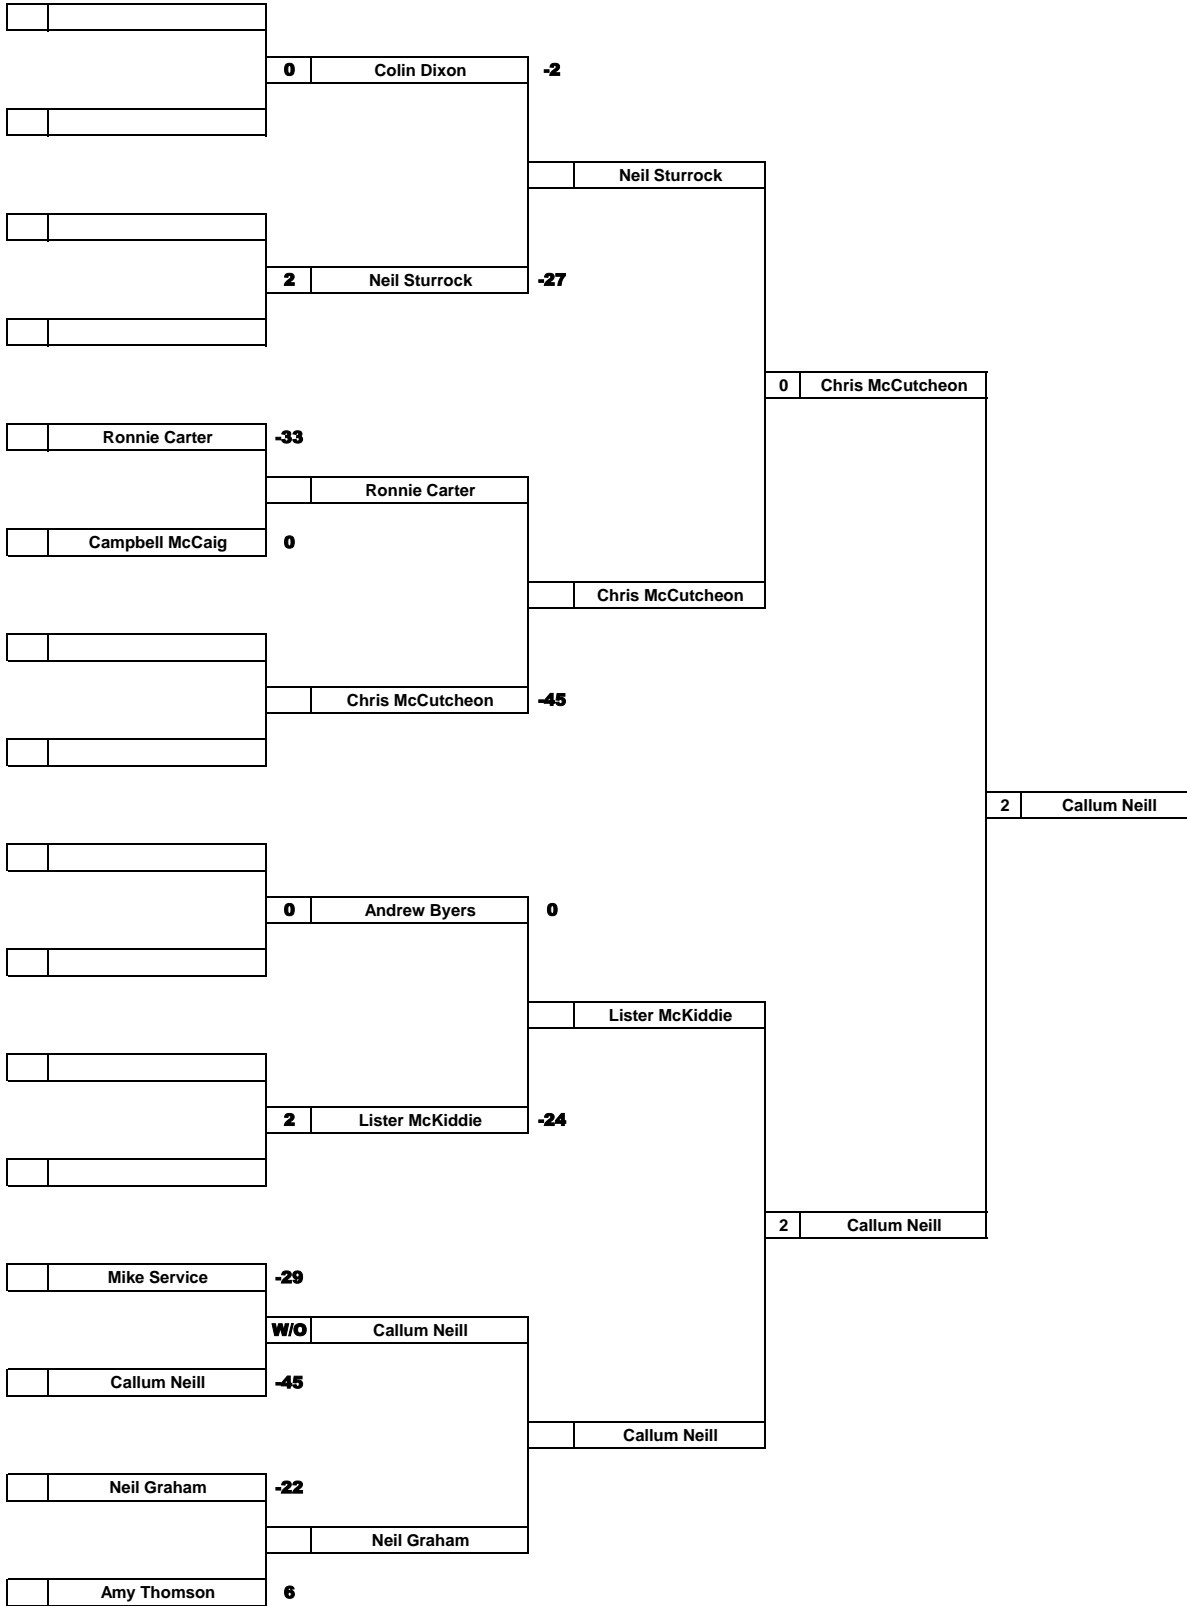 0 Colin Dixon -2
Neil Sturrock
2 Neil Sturrock -27
0 Chris McCutcheon
Ronnie Carter -33
Ronnie Carter
Campbell McCaig 0
Chris McCutcheon
Chris McCutcheon -45
2 Callum Neill
0 Andrew Byers 0
Lister McKiddie
2 Lister McKiddie -24
2 Callum Neill
Mike Service -29
W/O Callum Neill
Callum Neill -45
Callum Neill
Neil Graham -22
Neil Graham
Amy Thomson 6